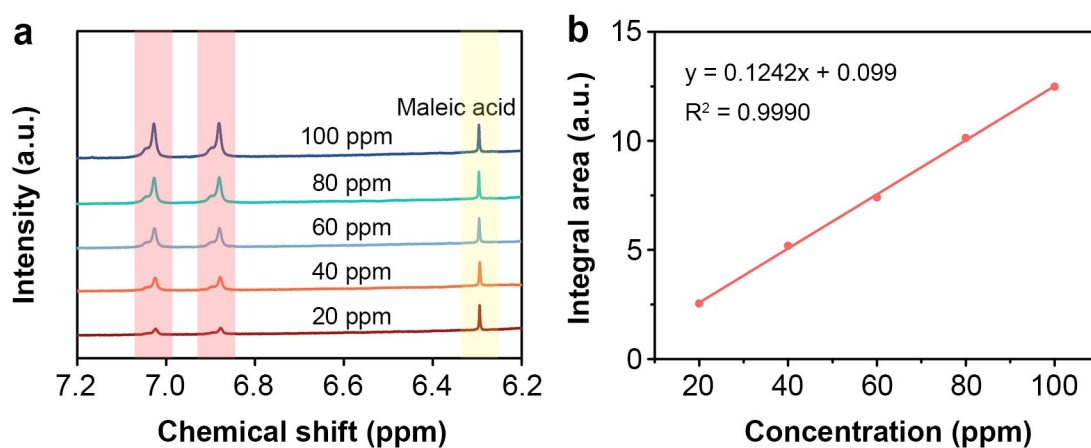 a
Intensity (a.u.)
Maleic acid
100 ppm
80 ppm
60 ppm
40 ppm
20 ppm
7.2 7.0 6.8 6.6 6.4 6.2
Chemical shift (ppm)
b
Integral area (a.u.)
15
10
5
0
y = 0.1242x + 0.099
R² = 0.9990
20 40 60 80 100
Concentration (ppm)